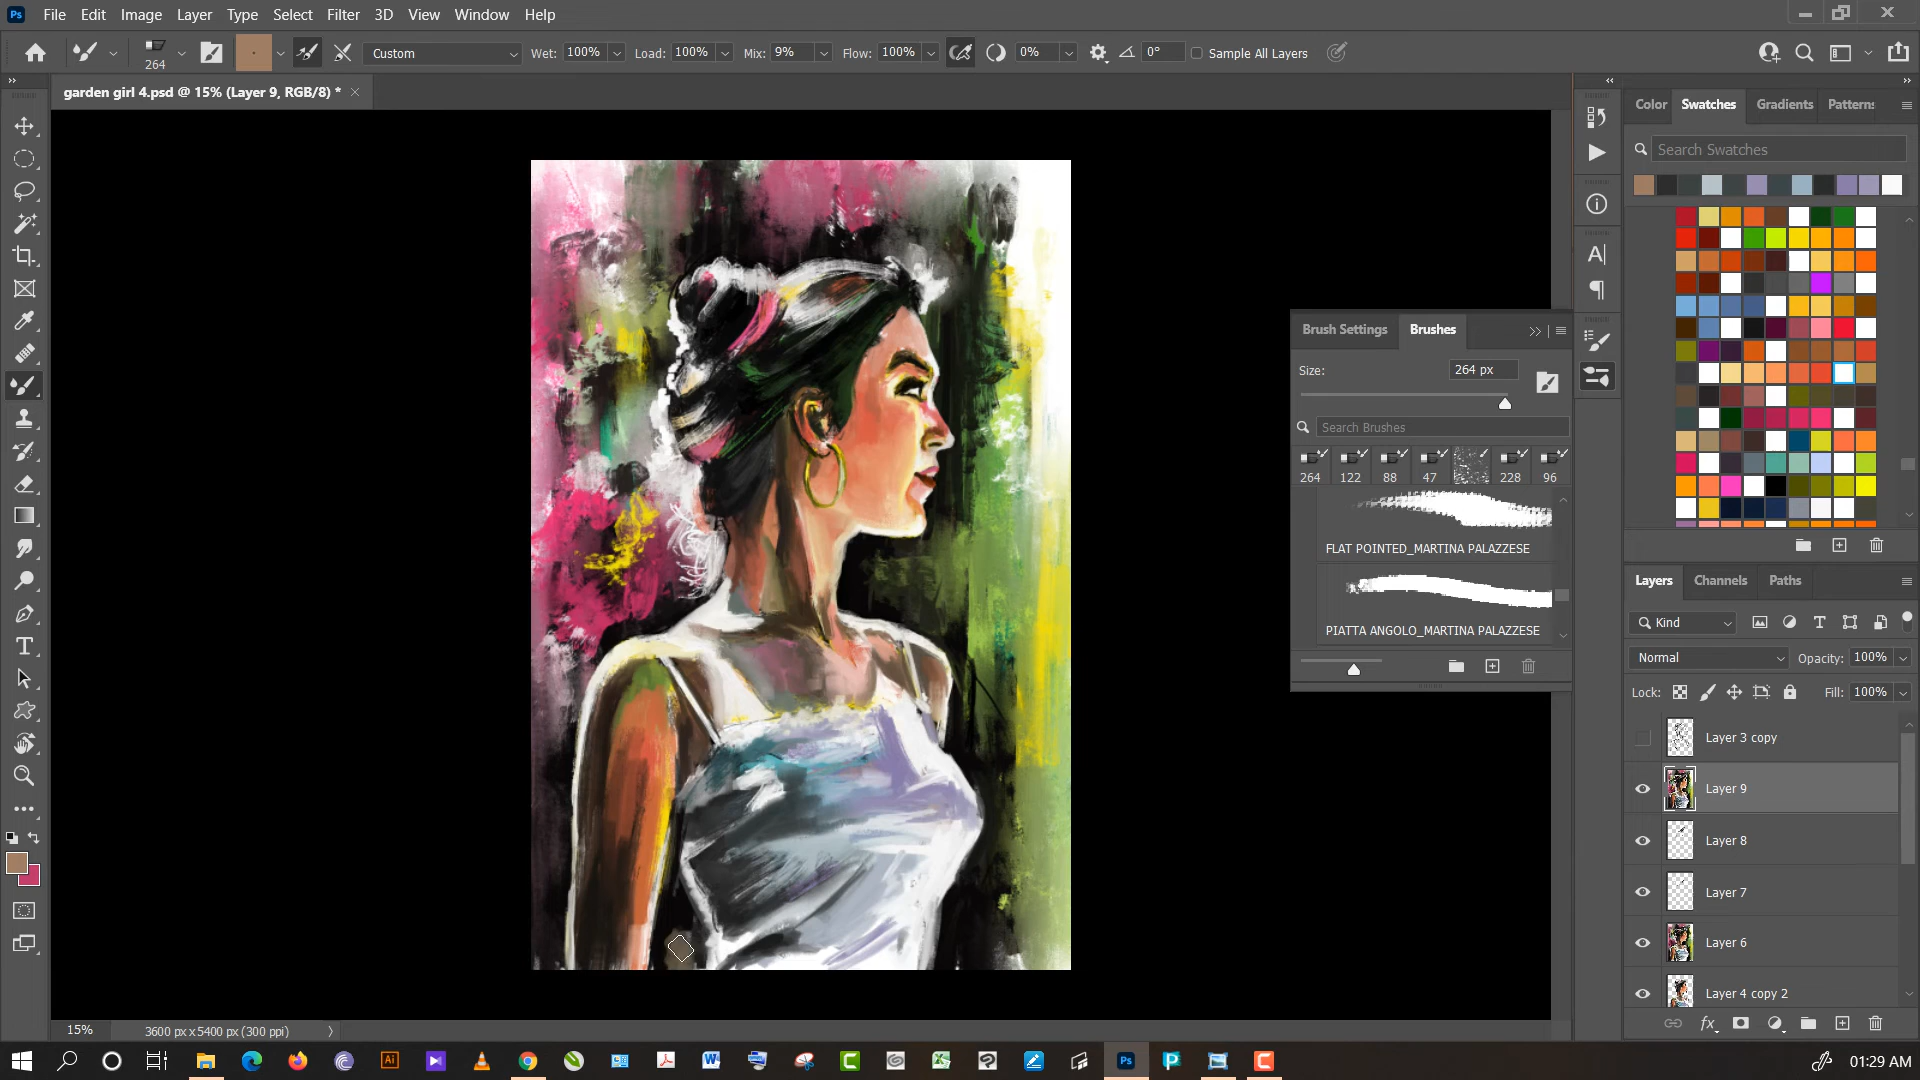 Ps File Edit Image Layer Type Select Filter 3D View Window Help
264 Custom Wet: 100% Load: 100% Mix: 9% Flow: 100% 0% 0° Sample All Layers
garden girl 4.psd @ 15% (Layer 9, RGB/8) *
Color Swatches Gradients Patterns
Search Swatches
Brush Settings Brushes
Size: 264 px
Search Brushes
264 122 88 47 228 96
FLAT POINTED_MARTINA PALAZZESE
PIATTA ANGOLO_MARTINA PALAZZESE
Layers Channels Paths
Kind
Normal Opacity: 100%
Lock: Fill: 100%
Layer 3 copy
Layer 9
Layer 8
Layer 7
Layer 6
Layer 4 copy 2
15% 3600 px x 5400 px (300 ppi)
Ai Ps 01:29 AM